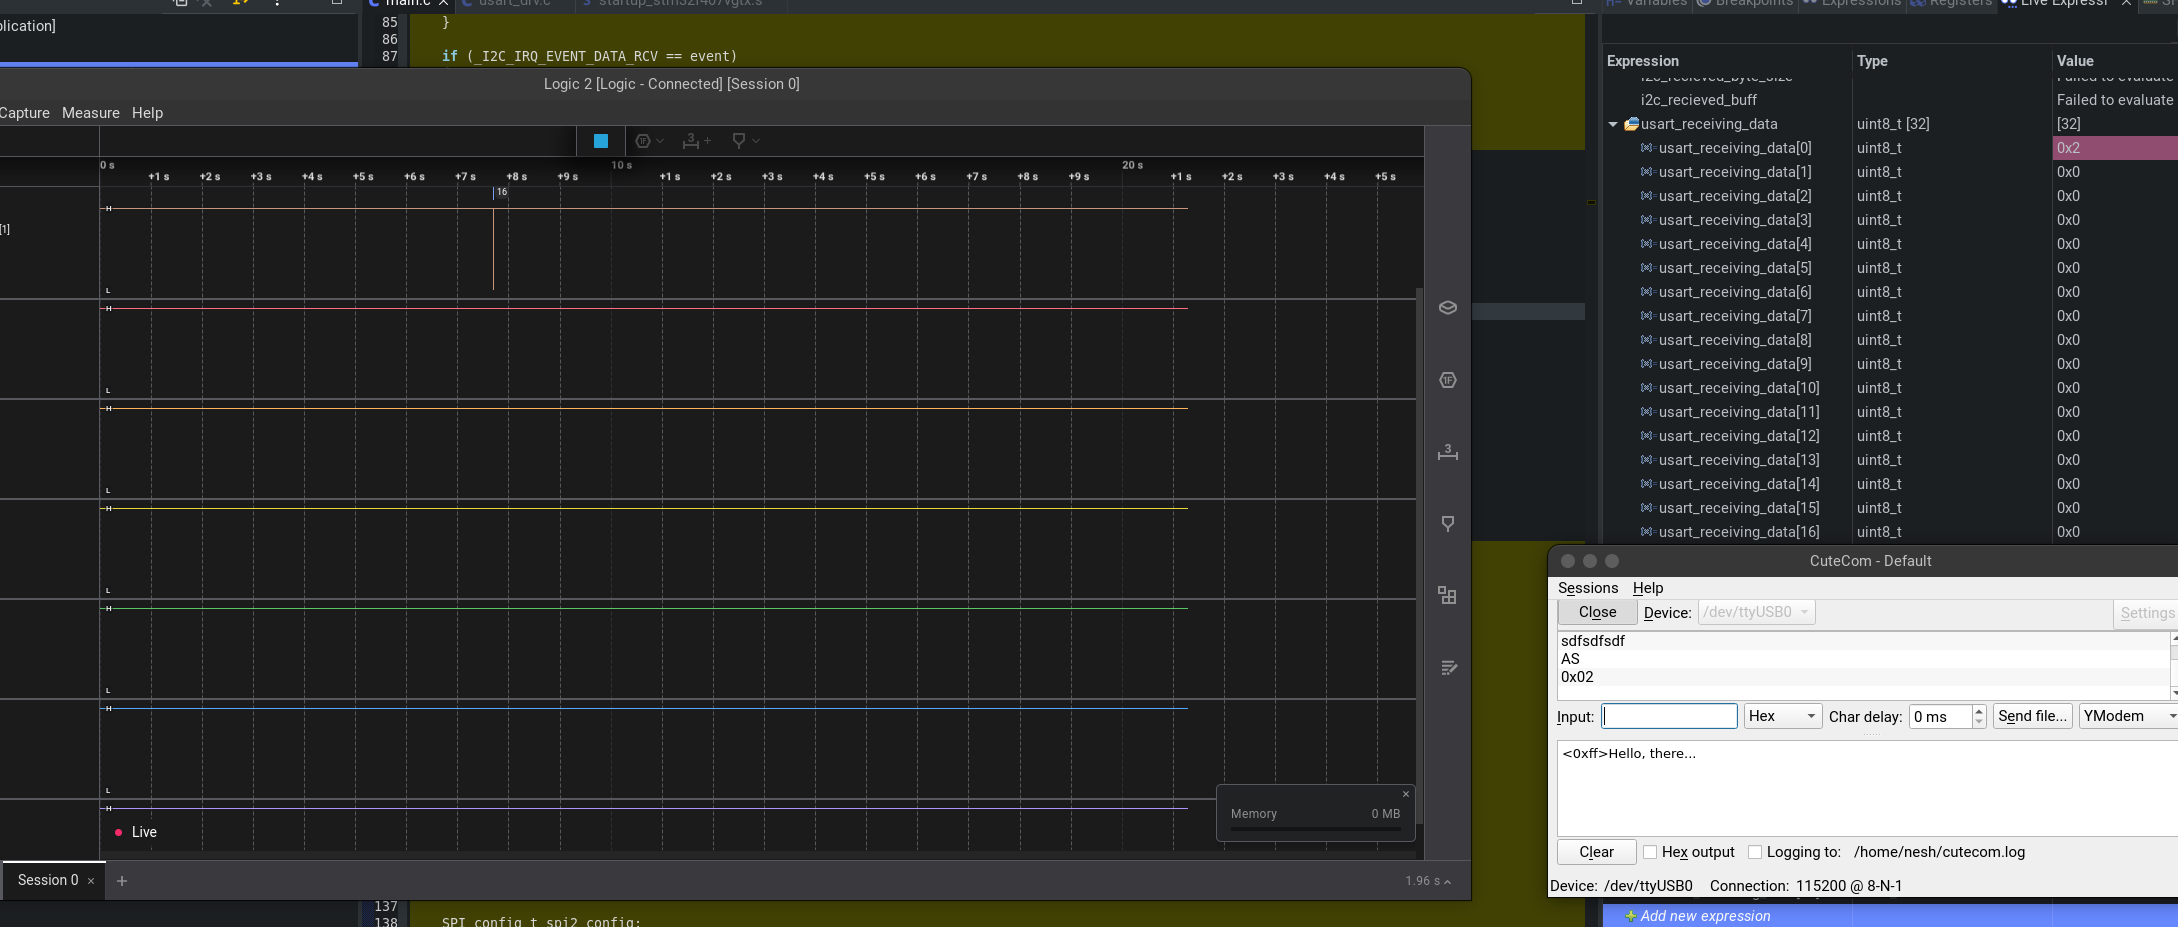 main.c
usart_drv.c
startup_stm32f407vgtx.s
Variables
Breakpoints
Expressions
Registers
Live Expressi
plication]
85 }
86
87 if (_I2C_IRQ_EVENT_DATA_RCV == event)
Logic 2 [Logic - Connected] [Session 0]
Capture Measure Help
0 s 10 s 20 s
+1 s +2 s +3 s +4 s +5 s +6 s +7 s +8 s +9 s +1 s +2 s +3 s +4 s +5 s +6 s +7 s +8 s +9 s +1 s +2 s +3 s +4 s +5 s
16
[1]
H
L
H
L
H
L
H
L
H
L
H
L
H
Live
Memory 0 MB
Session 0
1.96 s
137
138 SPI_config_t spi2_config;
Expression Type Value
i2c_recieved_byte_size Failed to evaluate
i2c_recieved_buff Failed to evaluate
usart_receiving_data uint8_t [32] [32]
usart_receiving_data[0] uint8_t 0x2
usart_receiving_data[1] uint8_t 0x0
usart_receiving_data[2] uint8_t 0x0
usart_receiving_data[3] uint8_t 0x0
usart_receiving_data[4] uint8_t 0x0
usart_receiving_data[5] uint8_t 0x0
usart_receiving_data[6] uint8_t 0x0
usart_receiving_data[7] uint8_t 0x0
usart_receiving_data[8] uint8_t 0x0
usart_receiving_data[9] uint8_t 0x0
usart_receiving_data[10] uint8_t 0x0
usart_receiving_data[11] uint8_t 0x0
usart_receiving_data[12] uint8_t 0x0
usart_receiving_data[13] uint8_t 0x0
usart_receiving_data[14] uint8_t 0x0
usart_receiving_data[15] uint8_t 0x0
usart_receiving_data[16] uint8_t 0x0
CuteCom - Default
Sessions Help
Close Device: /dev/ttyUSB0 Settings
sdfsdfsdf
AS
0x02
Input: Hex Char delay: 0 ms Send file... YModem
<0xff>Hello, there...
Clear Hex output Logging to: /home/nesh/cutecom.log
Device: /dev/ttyUSB0 Connection: 115200 @ 8-N-1
Add new expression